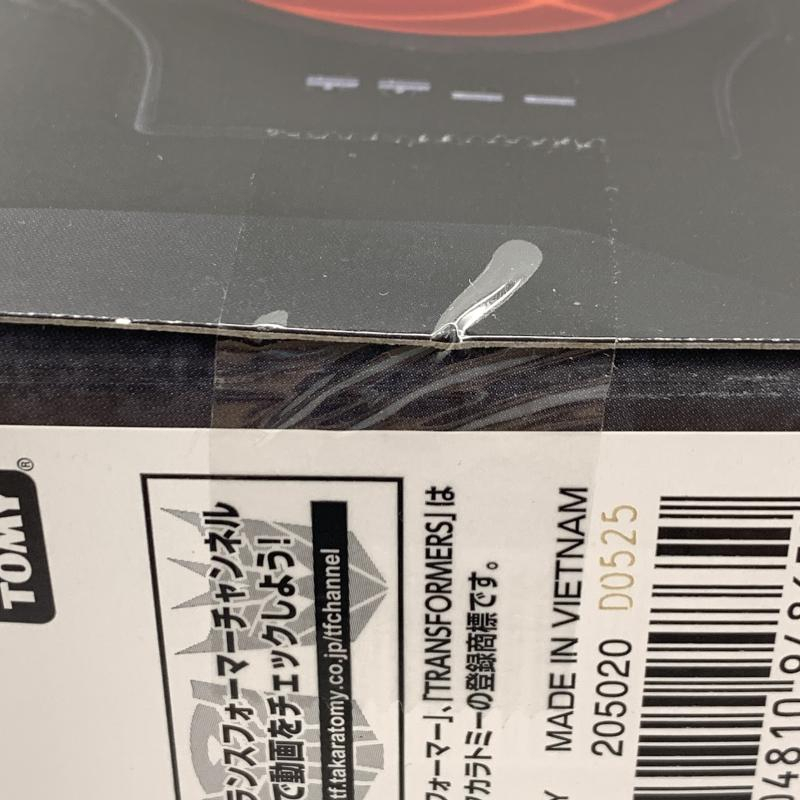 TOMY®
ランスフォーマーチャンネル
で動画をチェックしよう!
tf.takaratomy.co.jp/tfchannel
フォーマー」、「TRANSFORMERS」は
タカラトミーの登録商標です。
MADE IN VIETNAM
205020 D0525